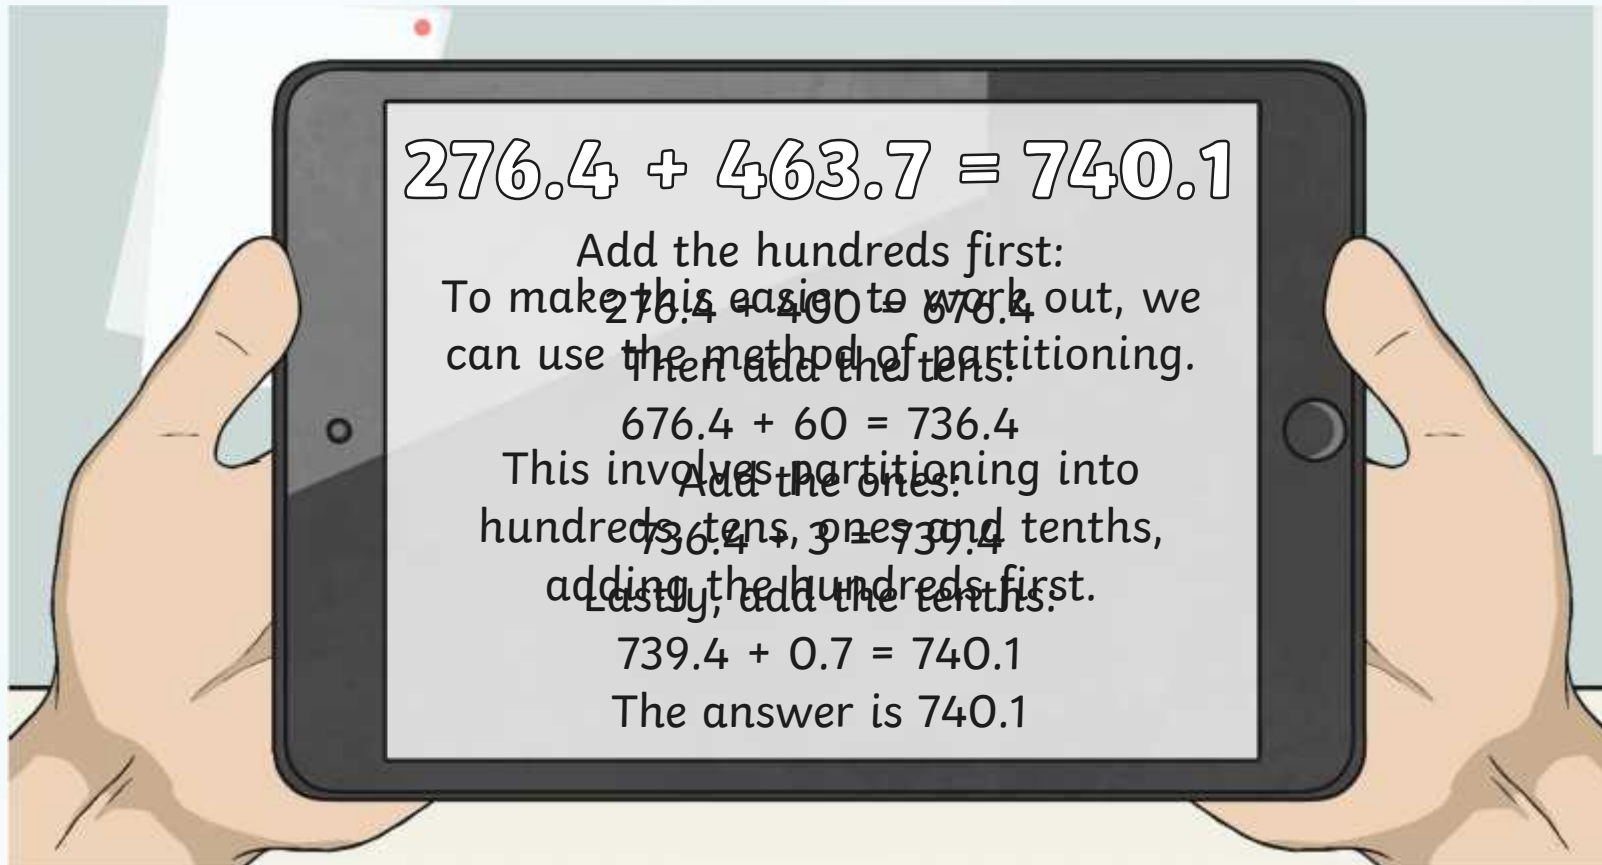 276.4 + 463.7 = 740.1
Add the hundreds first:
To make this easier to work out, we
276.4 + 400 = 676.4
can use the method of partitioning.
Then add the tens:
676.4 + 60 = 736.4
This involves partitioning into
Add the ones:
hundreds, tens, ones and tenths,
736.4 + 3 = 739.4
adding the hundreds first.
Lastly, add the tenths:
739.4 + 0.7 = 740.1
The answer is 740.1